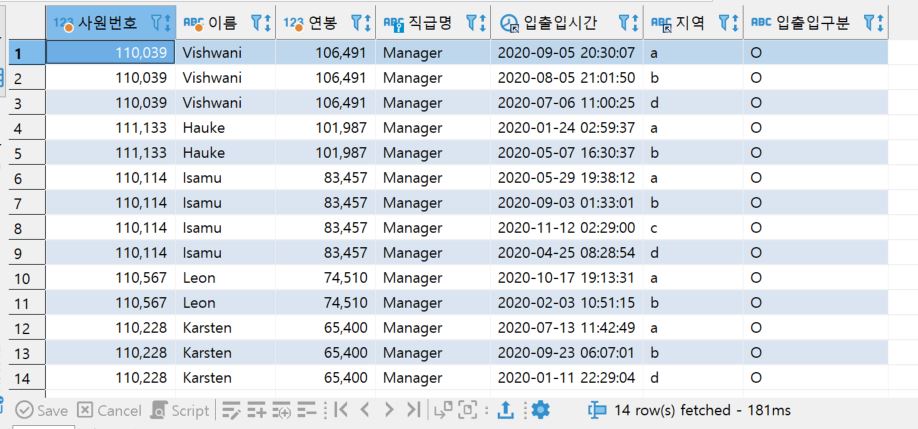 123 사원번호 ABC 이름 123 연봉 ABC 직급명 입출입시간 ABC 지역 ABC 입출입구분
1 110,039 Vishwani 106,491 Manager 2020-09-05 20:30:07 a O
2 110,039 Vishwani 106,491 Manager 2020-08-05 21:01:50 b O
3 110,039 Vishwani 106,491 Manager 2020-07-06 11:00:25 d O
4 111,133 Hauke 101,987 Manager 2020-01-24 02:59:37 a O
5 111,133 Hauke 101,987 Manager 2020-05-07 16:30:37 b O
6 110,114 Isamu 83,457 Manager 2020-05-29 19:38:12 a O
7 110,114 Isamu 83,457 Manager 2020-09-03 01:33:01 b O
8 110,114 Isamu 83,457 Manager 2020-11-12 02:29:00 c O
9 110,114 Isamu 83,457 Manager 2020-04-25 08:28:54 d O
10 110,567 Leon 74,510 Manager 2020-10-17 19:13:31 a O
11 110,567 Leon 74,510 Manager 2020-02-03 10:51:15 b O
12 110,228 Karsten 65,400 Manager 2020-07-13 11:42:49 a O
13 110,228 Karsten 65,400 Manager 2020-09-23 06:07:01 b O
14 110,228 Karsten 65,400 Manager 2020-01-11 22:29:04 d O
Save Cancel Script 14 row(s) fetched - 181ms